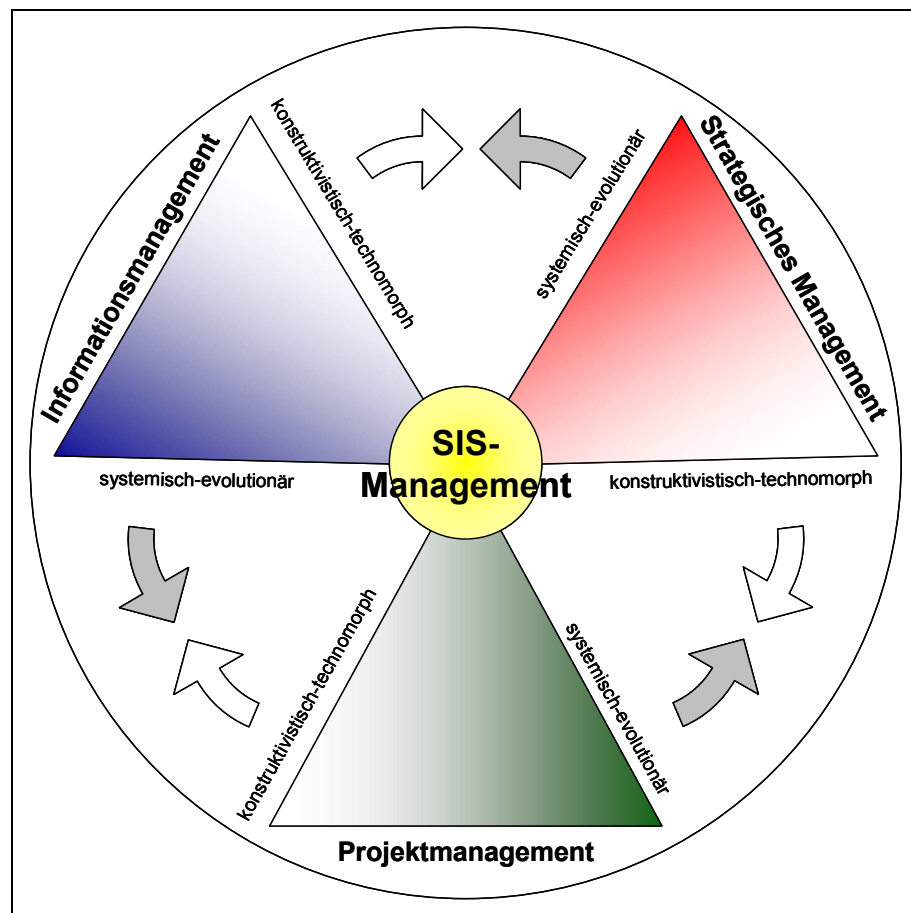 Informationsmanagement
konstruktivistisch-technomorph
systemisch-evolutionär
Strategisches Management
systemisch-evolutionär
konstruktivistisch-technomorph
SIS-
Management
konstruktivistisch-technomorph
systemisch-evolutionär
Projektmanagement